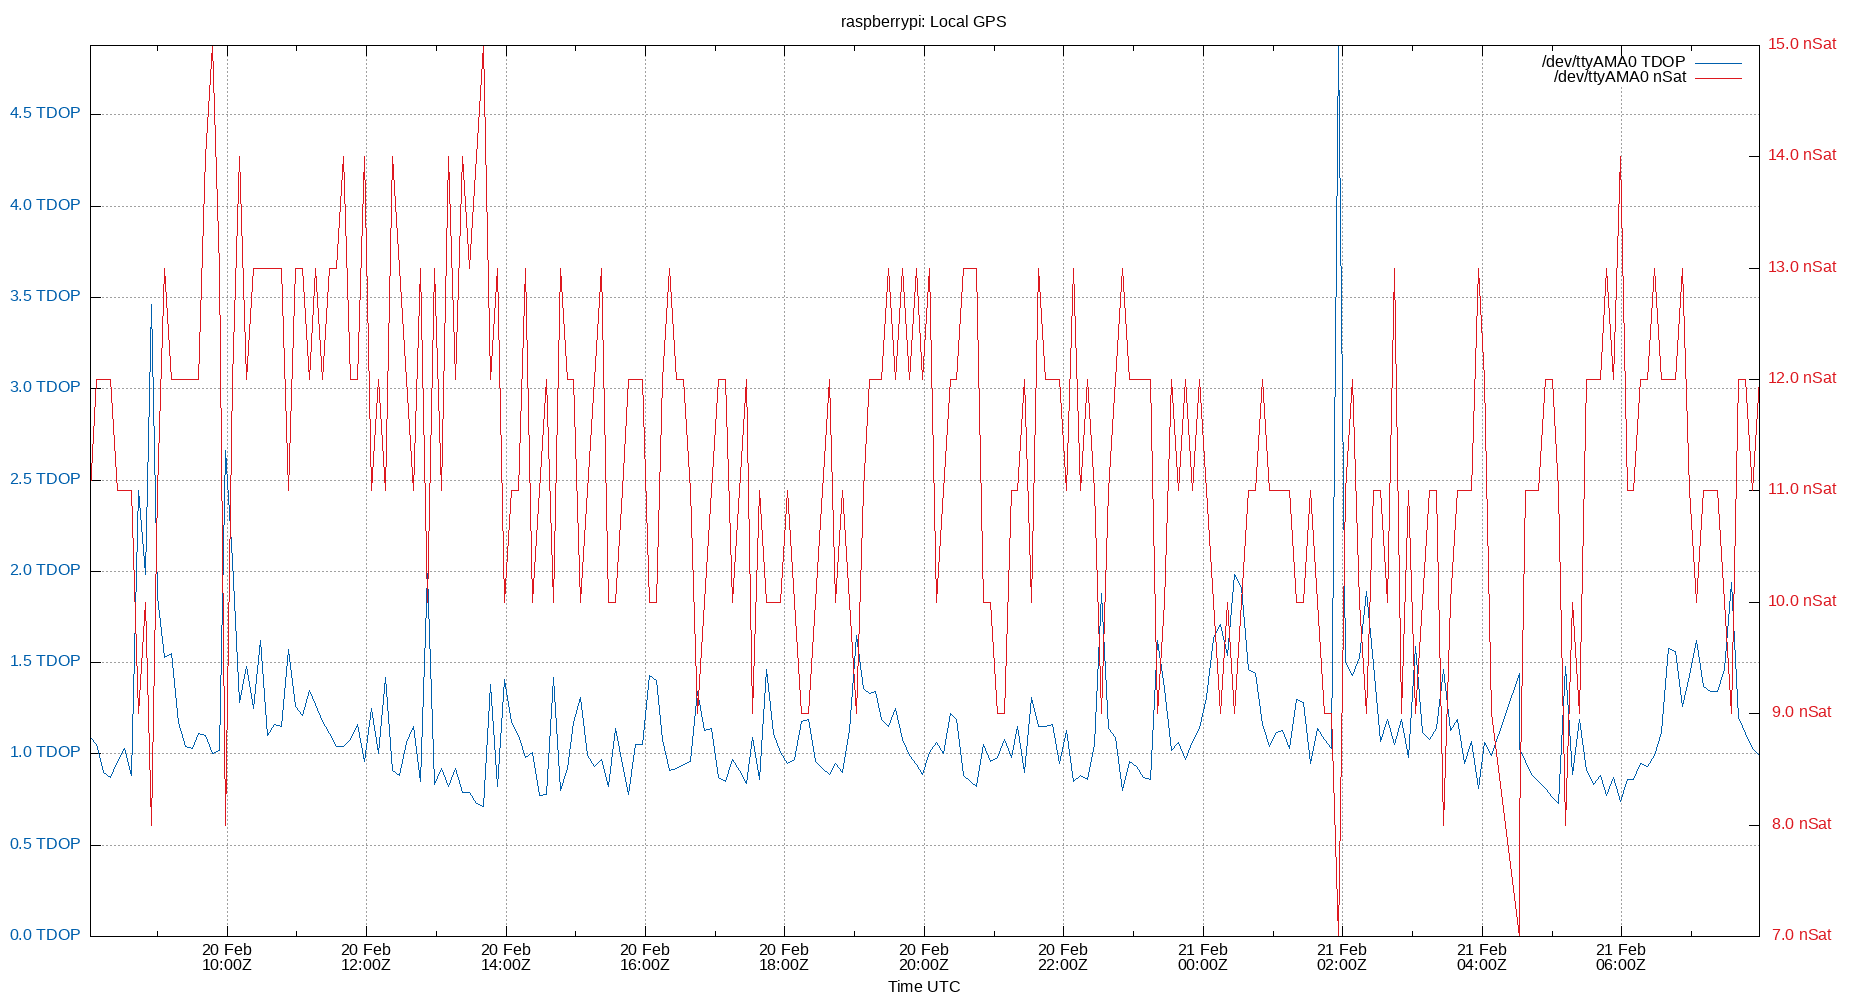 raspberrypi: Local GPS
15.0 nSat
/dev/ttyAMA0 TDOP
/dev/ttyAMA0 nSat
4.5 TDOP
14.0 nSat
4.0 TDOP
13.0 nSat
3.5 TDOP
12.0 nSat
3.0 TDOP
11.0 nSat
2.5 TDOP
10.0 nSat
2.0 TDOP
9.0 nSat
1.5 TDOP
8.0 nSat
1.0 TDOP
0.5 TDOP
0.0 TDOP
7.0 nSat
20 Feb 20 Feb 20 Feb 20 Feb 20 Feb 20 Feb 20 Feb 21 Feb 21 Feb 21 Feb 21 Feb
10:00Z 12:00Z 14:00Z 16:00Z 18:00Z 20:00Z 22:00Z 00:00Z 02:00Z 04:00Z 06:00Z
Time UTC